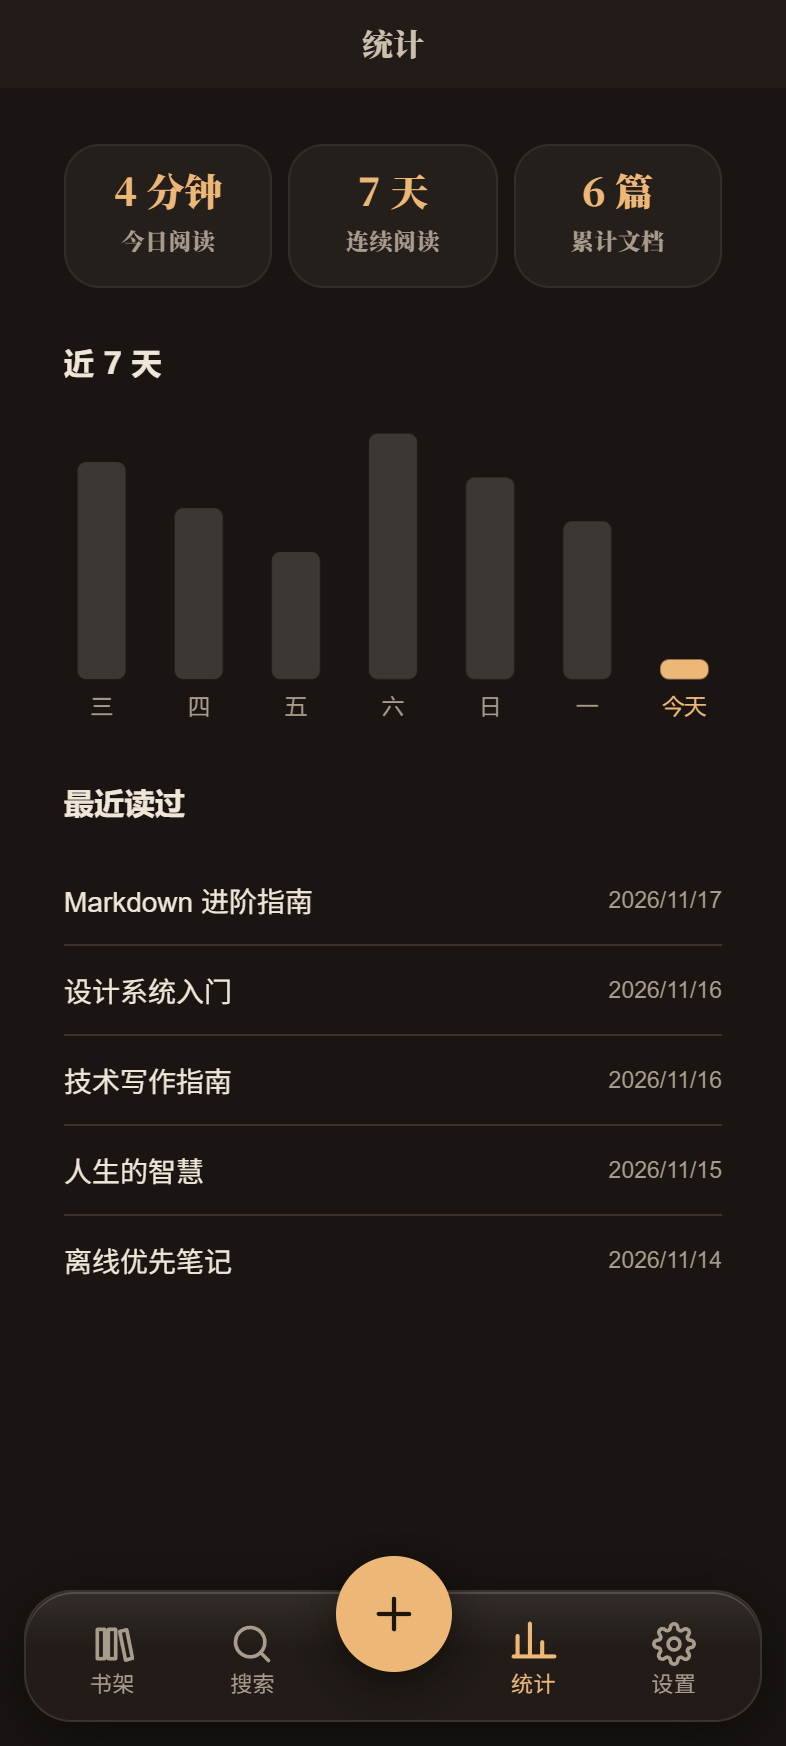 统计
4 分钟
今日阅读
7 天
连续阅读
6 篇
累计文档
近 7 天
三 四 五 六 日 一 今天
最近读过
Markdown 进阶指南 2026/11/17
设计系统入门 2026/11/16
技术写作指南 2026/11/16
人生的智慧 2026/11/15
离线优先笔记 2026/11/14
书架 搜索 统计 设置